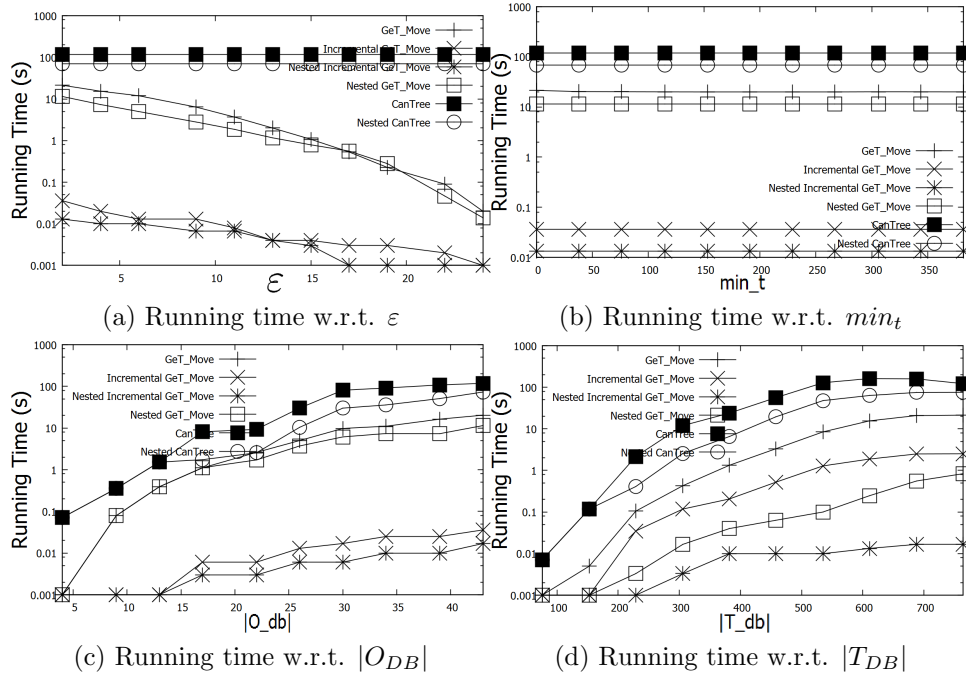 1000
100
10
1
0.1
0.01
0.001
Running Time (s)
GeT_Move
Incremental GeT_Move
Nested Incremental GeT_Move
Nested GeT_Move
CanTree
Nested CanTree
5 10 15 20
ε
(a) Running time w.r.t. ε
1000
100
10
1
0.1
0.01
0.001
Running Time (s)
GeT_Move
Incremental GeT_Move
Nested Incremental GeT_Move
Nested GeT_Move
CanTree
Nested CanTree
0 50 100 150 200 250 300 350
min_t
(b) Running time w.r.t. min_t
1000
100
10
1
0.1
0.01
0.001
Running Time (s)
GeT_Move
Incremental GeT_Move
Nested Incremental GeT_Move
Nested GeT_Move
CanTree
Nested CanTree
5 10 15 20 25 30 35 40
|O_db|
(c) Running time w.r.t. |O_DB|
1000
100
10
1
0.1
0.01
0.001
Running Time (s)
GeT_Move
Incremental GeT_Move
Nested Incremental GeT_Move
Nested GeT_Move
CanTree
Nested CanTree
100 200 300 400 500 600 700
|T_db|
(d) Running time w.r.t. |T_DB|